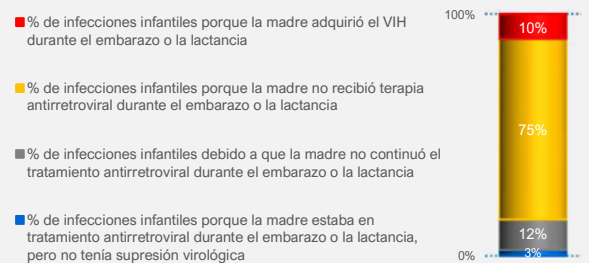 % de infecciones infantiles porque la madre adquirió el VIH
durante el embarazo o la lactancia
% de infecciones infantiles porque la madre no recibió terapia
antirretroviral durante el embarazo o la lactancia
% de infecciones infantiles debido a que la madre no continuó el
tratamiento antirretroviral durante el embarazo o la lactancia
% de infecciones infantiles porque la madre estaba en
tratamiento antirretroviral durante el embarazo o la lactancia,
pero no tenía supresión virológica
100%
10%
75%
12%
3%
0%